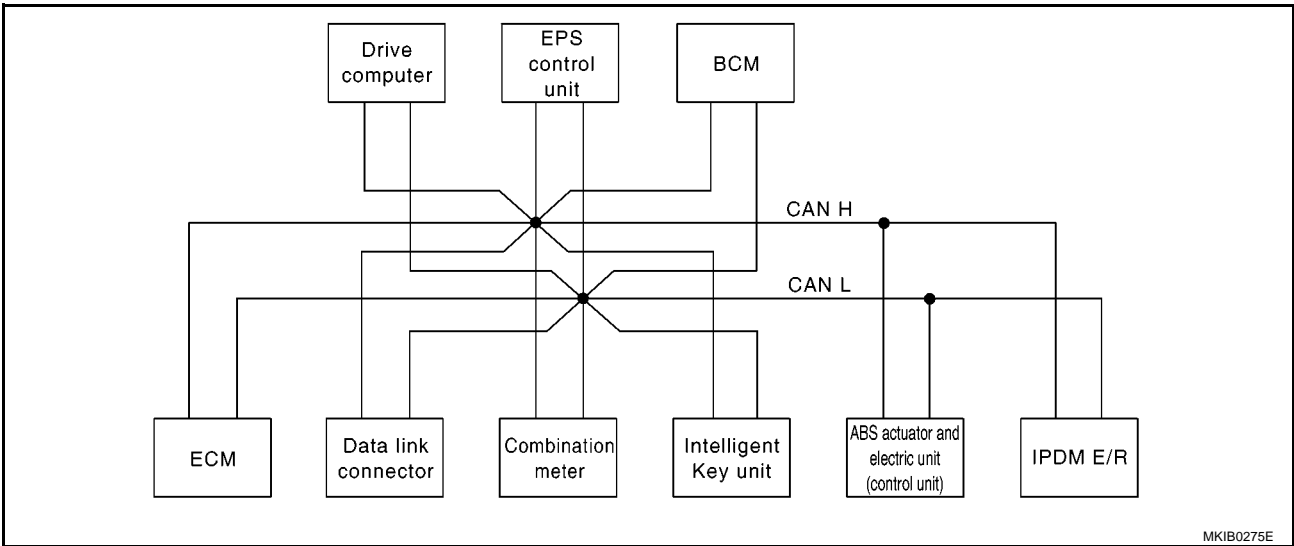 Drive
computer
EPS
control
unit
BCM
CAN H
CAN L
ECM
Data link
connector
Combination
meter
Intelligent
Key unit
ABS actuator and
electric unit
(control unit)
IPDM E/R
MKIB0275E